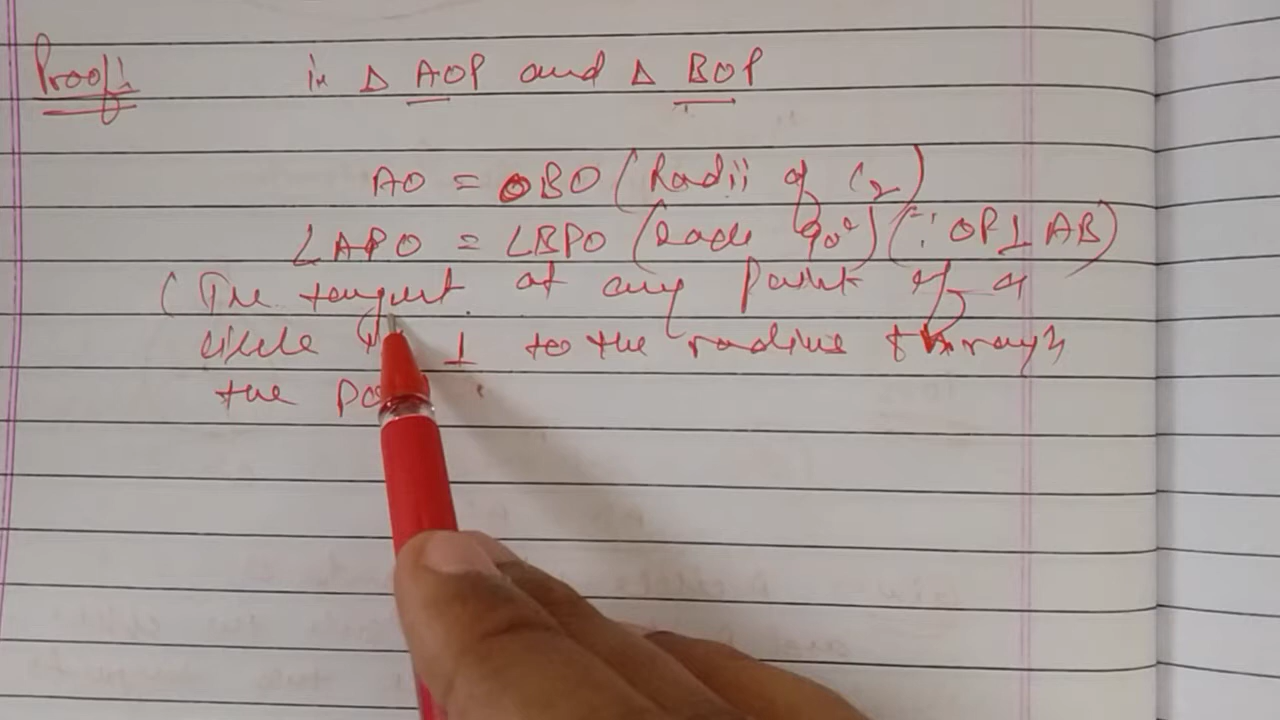 Proof:
in Δ AOP and Δ BOP
AO = OBO (Radii of C₂)
∠APO = ∠BPO (each 90°) (∵ OP⊥AB)
(The tangent at any point of a
circle is ⊥ to the radius through
the